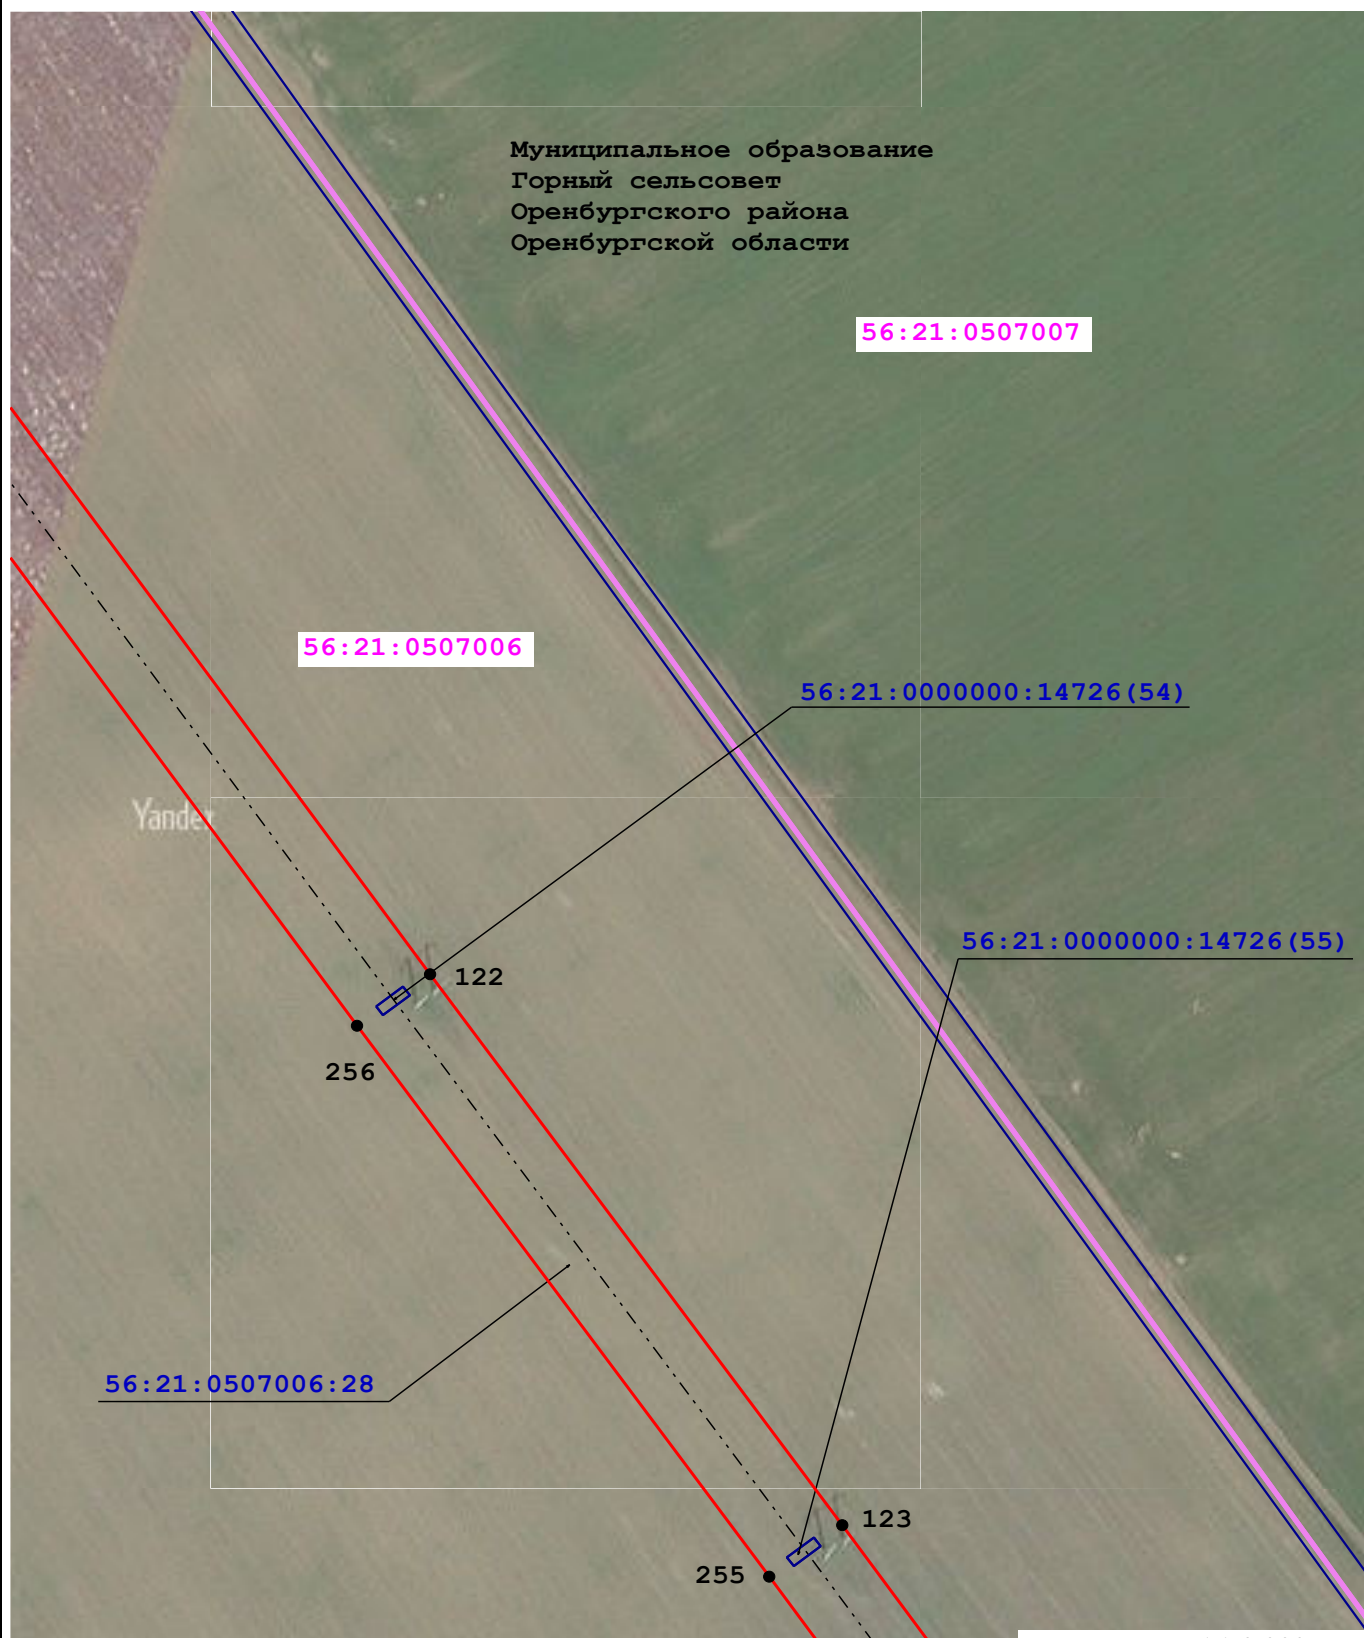 Муниципальное образование
Горный сельсовет
Оренбургского района
Оренбургской области
56:21:0507007
56:21:0507006
56:21:0000000:14726(54)
Yandex
56:21:0000000:14726(55)
122
256
56:21:0507006:28
123
255